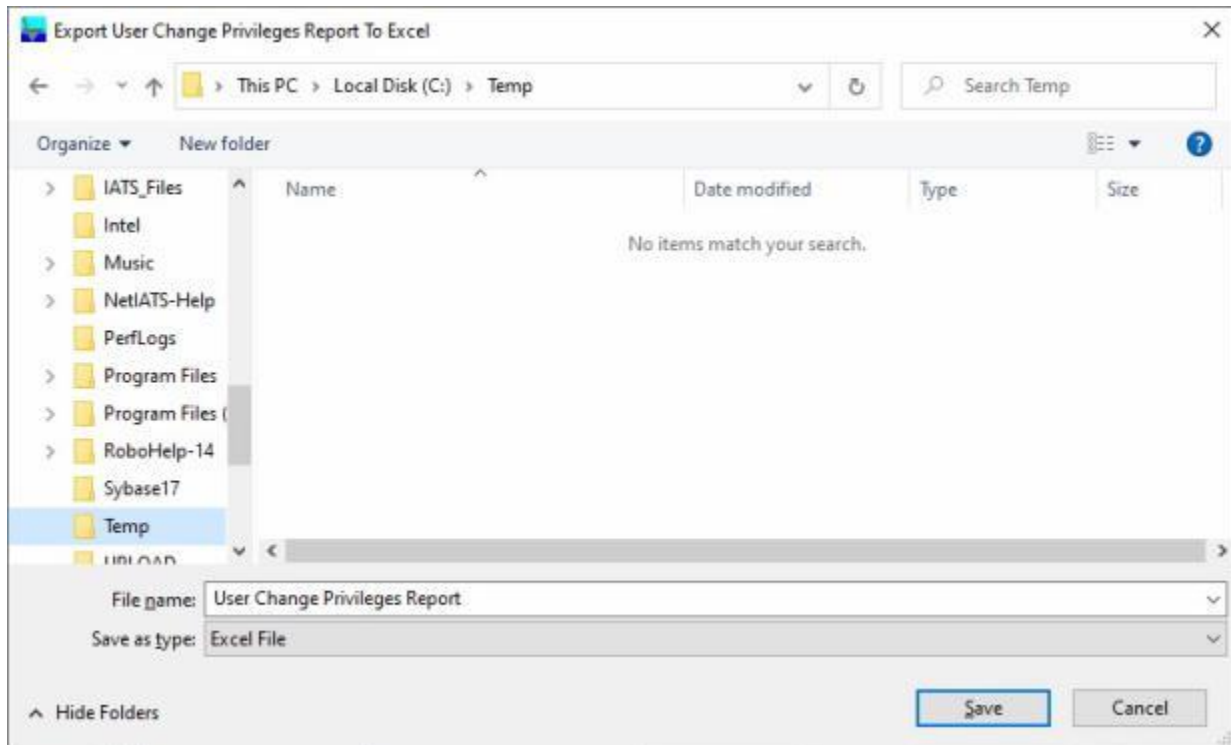 Export User Change Privileges Report To Excel
This PC > Local Disk (C:) > Temp
Search Temp
Organize
New folder
Name
Date modified
Type
Size
No items match your search.
IATS_Files
Intel
Music
NetIATS-Help
PerfLogs
Program Files
Program Files (
RoboHelp-14
Sybase17
Temp
UPLOAD
File name: User Change Privileges Report
Save as type: Excel File
Hide Folders
Save
Cancel